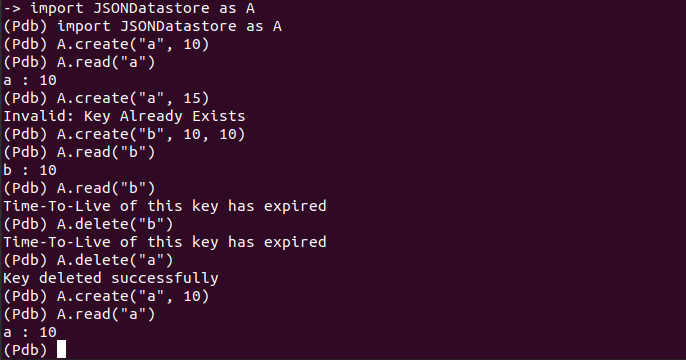 -> import JSONDatastore as A
(Pdb) import JSONDatastore as A
(Pdb) A.create("a", 10)
(Pdb) A.read("a")
a : 10
(Pdb) A.create("a", 15)
Invalid: Key Already Exists
(Pdb) A.create("b", 10, 10)
(Pdb) A.read("b")
b : 10
(Pdb) A.read("b")
Time-To-Live of this key has expired
(Pdb) A.delete("b")
Time-To-Live of this key has expired
(Pdb) A.delete("a")
Key deleted successfully
(Pdb) A.create("a", 10)
(Pdb) A.read("a")
a : 10
(Pdb)